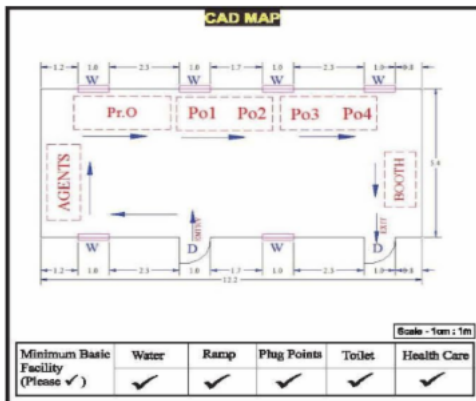 CAD MAP
1.2 1.0 2.3 1.0 1.7 1.0 2.3 1.0 0.8
W W W W
Pr.O Po1 Po2 Po3 Po4
AGENTS
BOOTH
3.4
ENTRY
EXIT
W D W D
1.2 1.0 2.3 1.0 1.7 1.0 2.3 1.0 0.8
12.2
Scale - 1cm : 1m
Minimum Basic Facility (Please ✓) Water Ramp Plug Points Toilet Health Care
✓ ✓ ✓ ✓ ✓